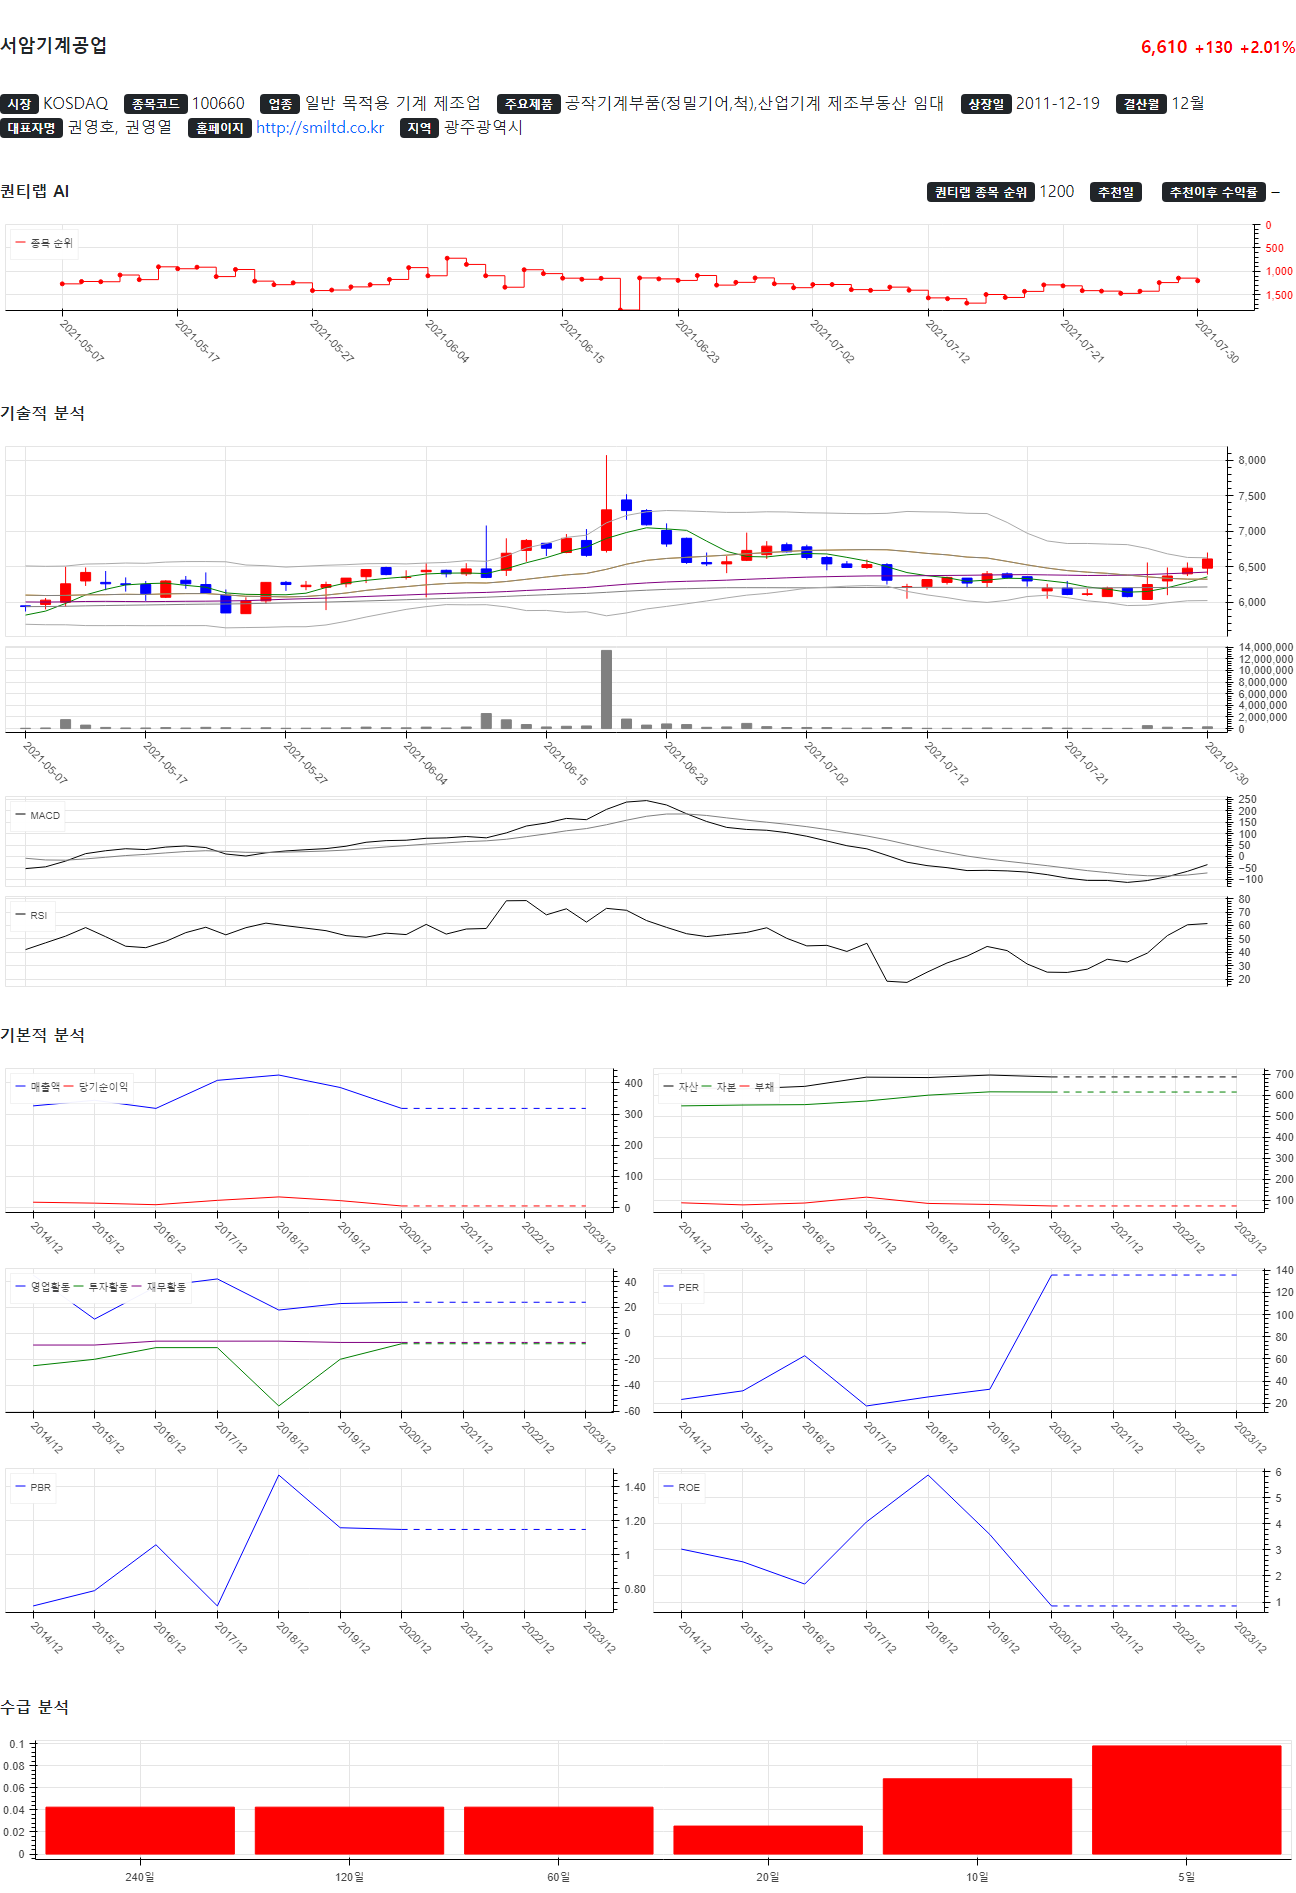 서암기계공업
6,610 +130 +2.01%
시장 KOSDAQ 종목코드 100660 업종 일반 목적용 기계 제조업 주요제품 공작기계부품(정밀기어,척),산업기계 제조부동산 임대 상장일 2011-12-19 결산월 12월
대표자명 권영호, 권영열 홈페이지 http://smiltd.co.kr 지역 광주광역시
퀀티랩 AI
퀀티랩 종목 순위 1200 추천일 추천이후 수익률 –
종목 순위
0
500
1,000
1,500
2021-05-07 2021-05-17 2021-05-27 2021-06-04 2021-06-15 2021-06-23 2021-07-02 2021-07-12 2021-07-21 2021-07-30
기술적 분석
8,000
7,500
7,000
6,500
6,000
14,000,000
12,000,000
10,000,000
8,000,000
6,000,000
4,000,000
2,000,000
0
2021-05-07 2021-05-17 2021-05-27 2021-06-04 2021-06-15 2021-06-23 2021-07-02 2021-07-12 2021-07-21 2021-07-30
MACD
250
200
150
100
50
0
−50
−100
RSI
80
70
60
50
40
30
20
기본적 분석
매출액 당기순이익
400
300
200
100
0
2014/12 2015/12 2016/12 2017/12 2018/12 2019/12 2020/12 2021/12 2022/12 2023/12
자산 자본 부채
700
600
500
400
300
200
100
2014/12 2015/12 2016/12 2017/12 2018/12 2019/12 2020/12 2021/12 2022/12 2023/12
영업활동 투자활동 재무활동
40
20
0
-20
-40
-60
2014/12 2015/12 2016/12 2017/12 2018/12 2019/12 2020/12 2021/12 2022/12 2023/12
PER
140
120
100
80
60
40
20
2014/12 2015/12 2016/12 2017/12 2018/12 2019/12 2020/12 2021/12 2022/12 2023/12
PBR
1.40
1.20
1
0.80
2014/12 2015/12 2016/12 2017/12 2018/12 2019/12 2020/12 2021/12 2022/12 2023/12
ROE
6
5
4
3
2
1
2014/12 2015/12 2016/12 2017/12 2018/12 2019/12 2020/12 2021/12 2022/12 2023/12
수급 분석
0.1
0.08
0.06
0.04
0.02
0
240일 120일 60일 20일 10일 5일